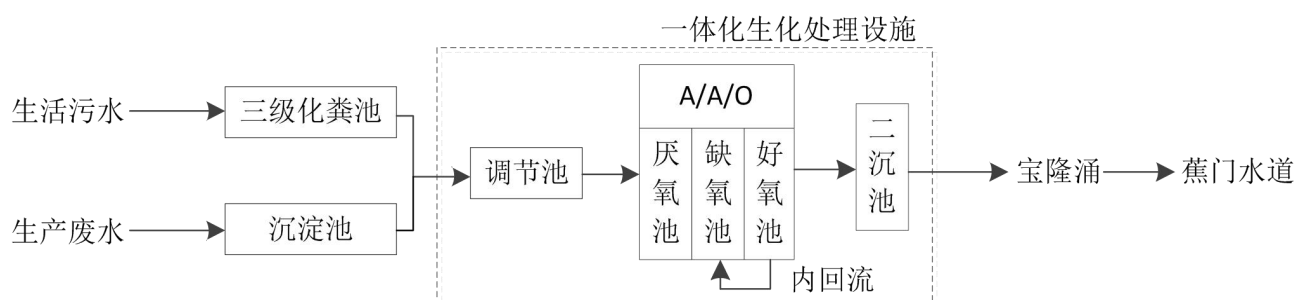 一体化生化处理设施
生活污水
三级化粪池
生产废水
沉淀池
调节池
A/A/O
厌氧池
缺氧池
好氧池
内回流
二沉池
宝隆涌
蕉门水道